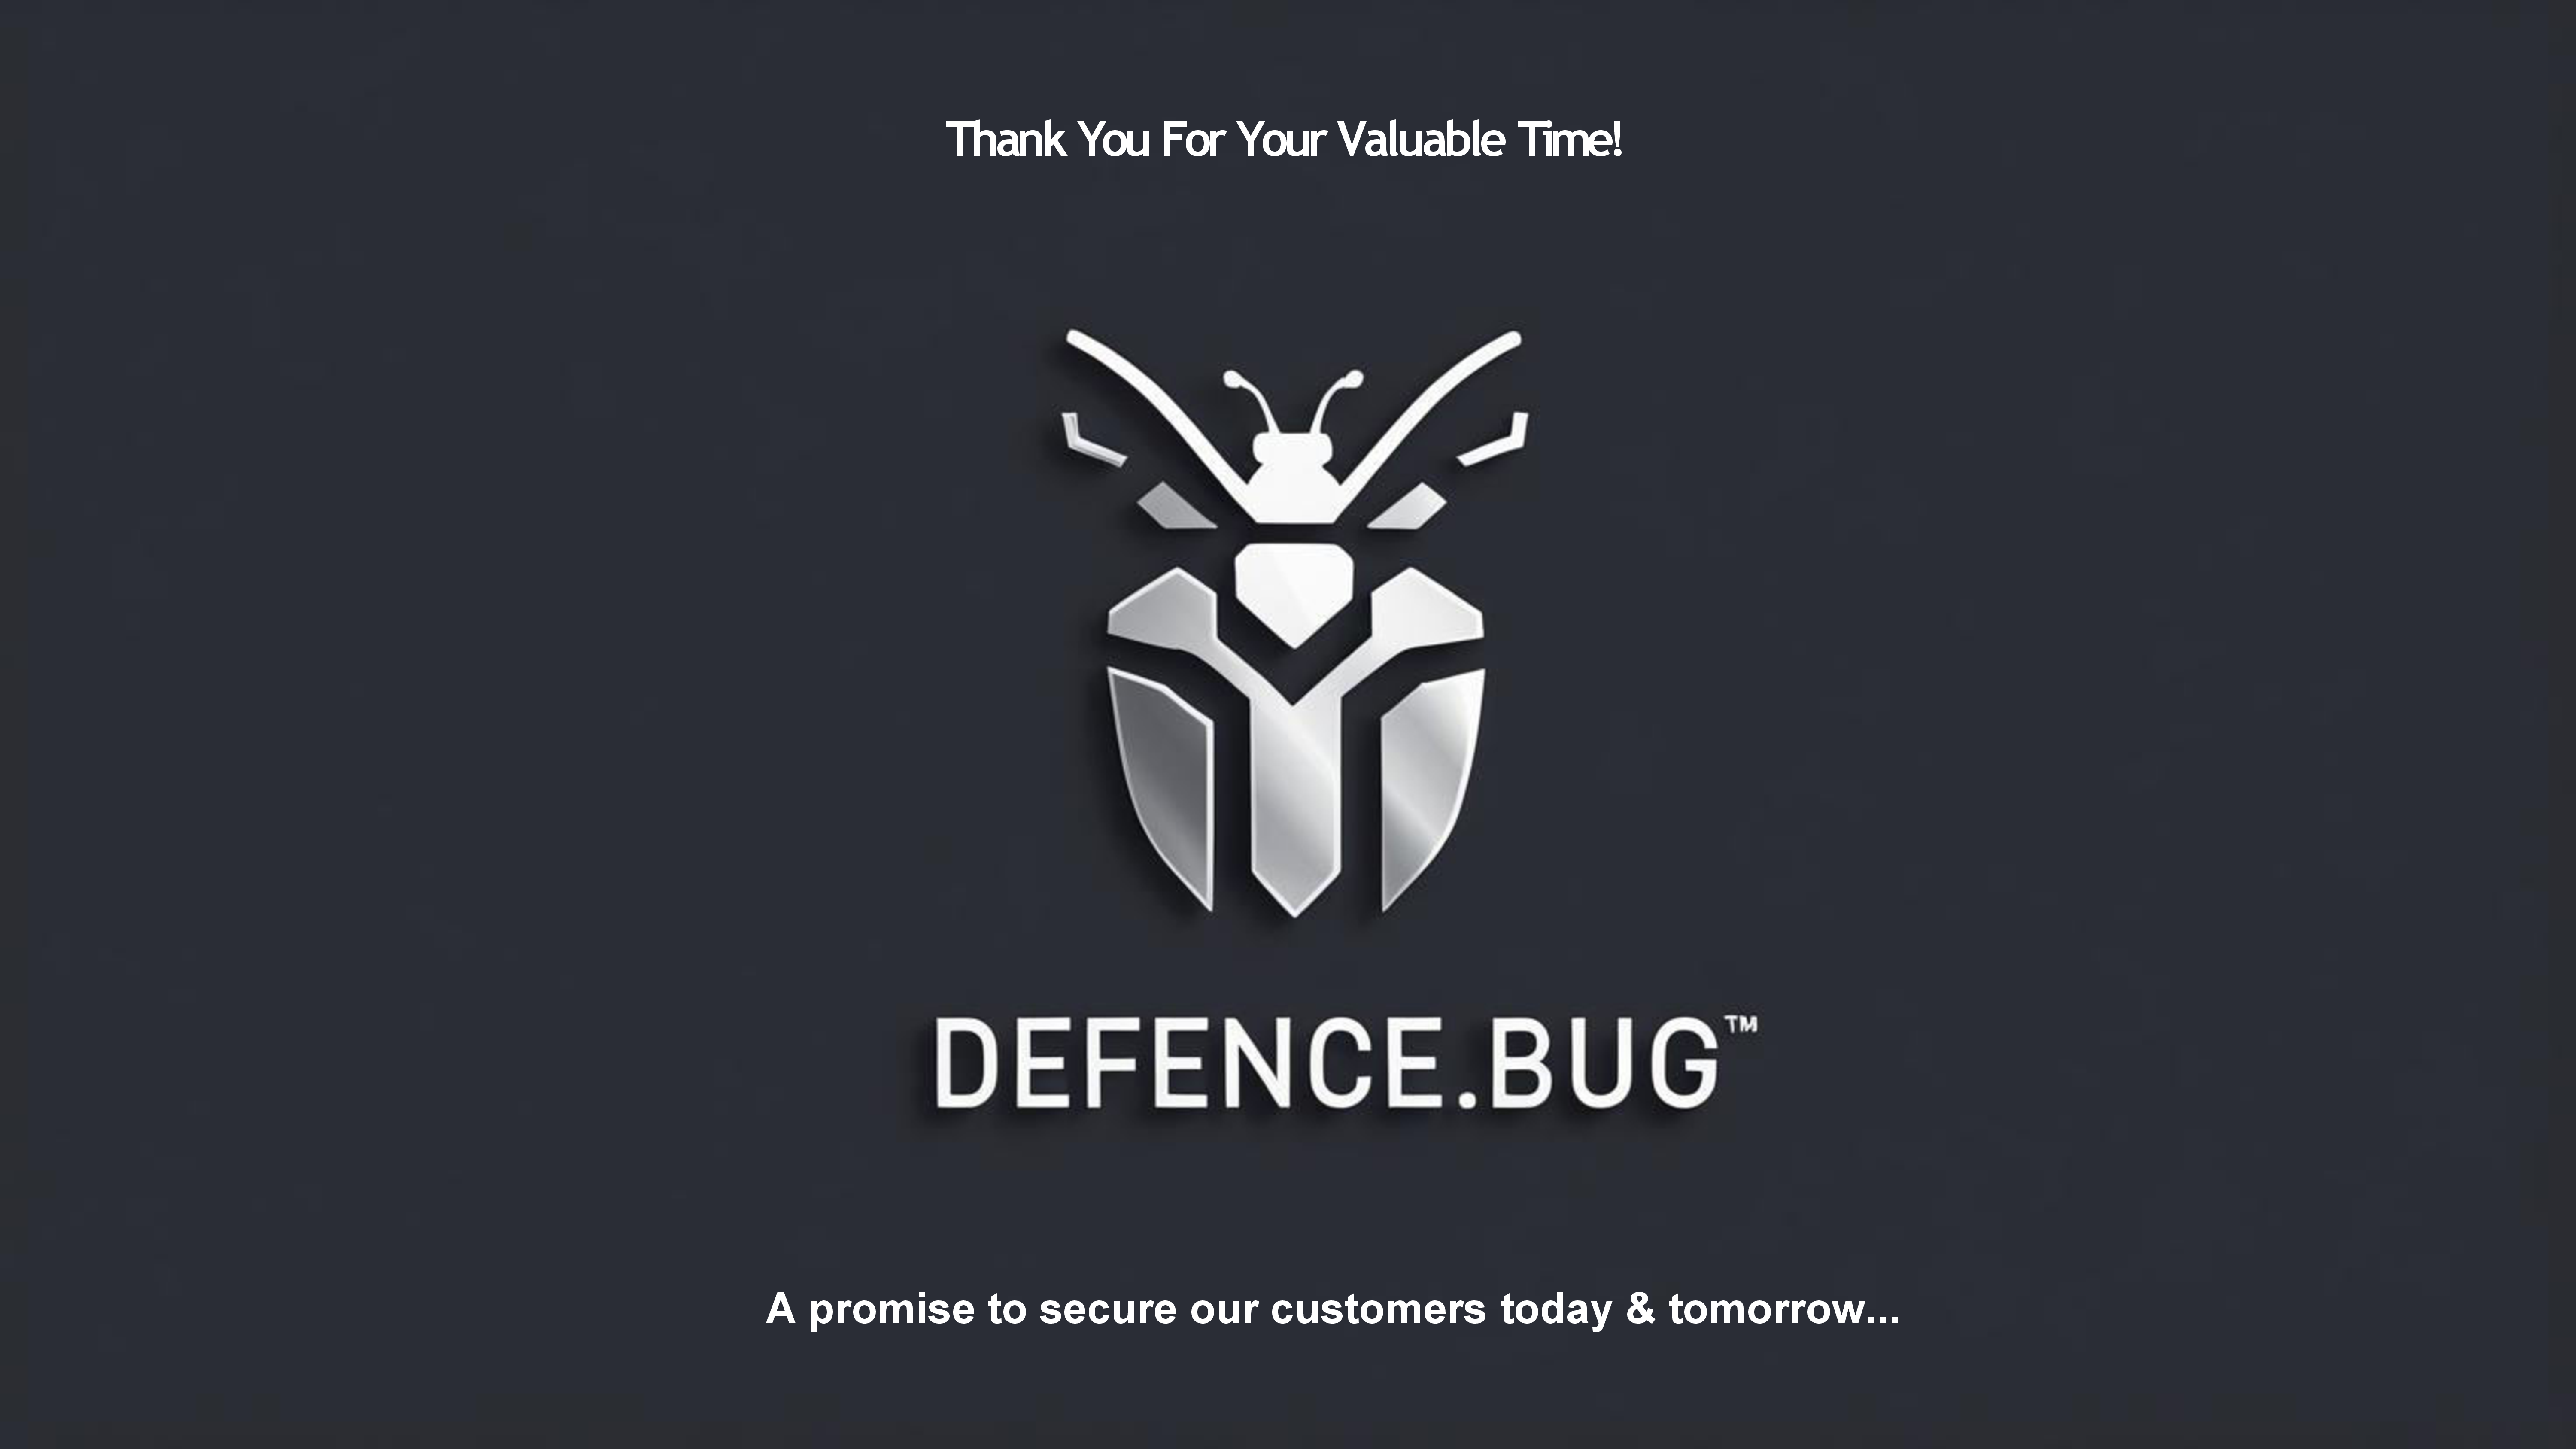 Thank You For Your Valuable Time!
DEFENCE.BUG™
A promise to secure our customers today & tomorrow...